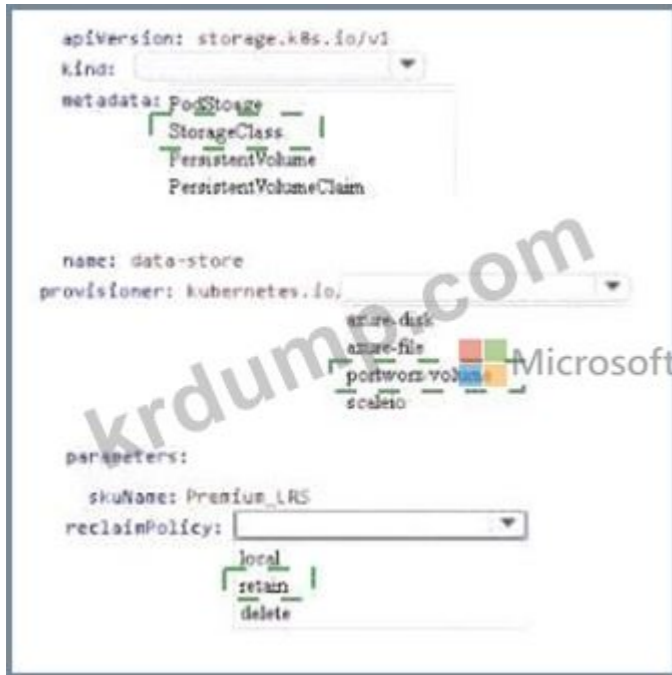 apiVersion: storage.k8s.io/v1
kind:
metadata: PodStoage
StorageClass
PersistentVolume
PersistentVolumeClaim
name: data-store
provisioner: kubernetes.io/
azure-disk
azure-file
portworx-volume
Microsoft
scaleio
krdump.com
parameters:
skuName: Premium_LRS
reclaimPolicy:
local
retain
delete